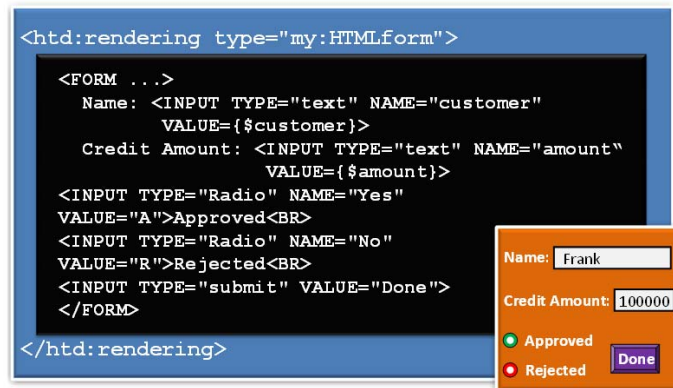 <htd:rendering type="my:HTMLform">
<FORM ...>
Name: <INPUT TYPE="text" NAME="customer"
VALUE={$customer}>
Credit Amount: <INPUT TYPE="text" NAME="amount“
VALUE={$amount}>
<INPUT TYPE="Radio" NAME="Yes"
VALUE="A">Approved<BR>
<INPUT TYPE="Radio" NAME="No"
VALUE="R">Rejected<BR>
<INPUT TYPE="submit" VALUE="Done">
</FORM>
</htd:rendering>
Name: Frank
Credit Amount: 100000
Approved
Rejected
Done